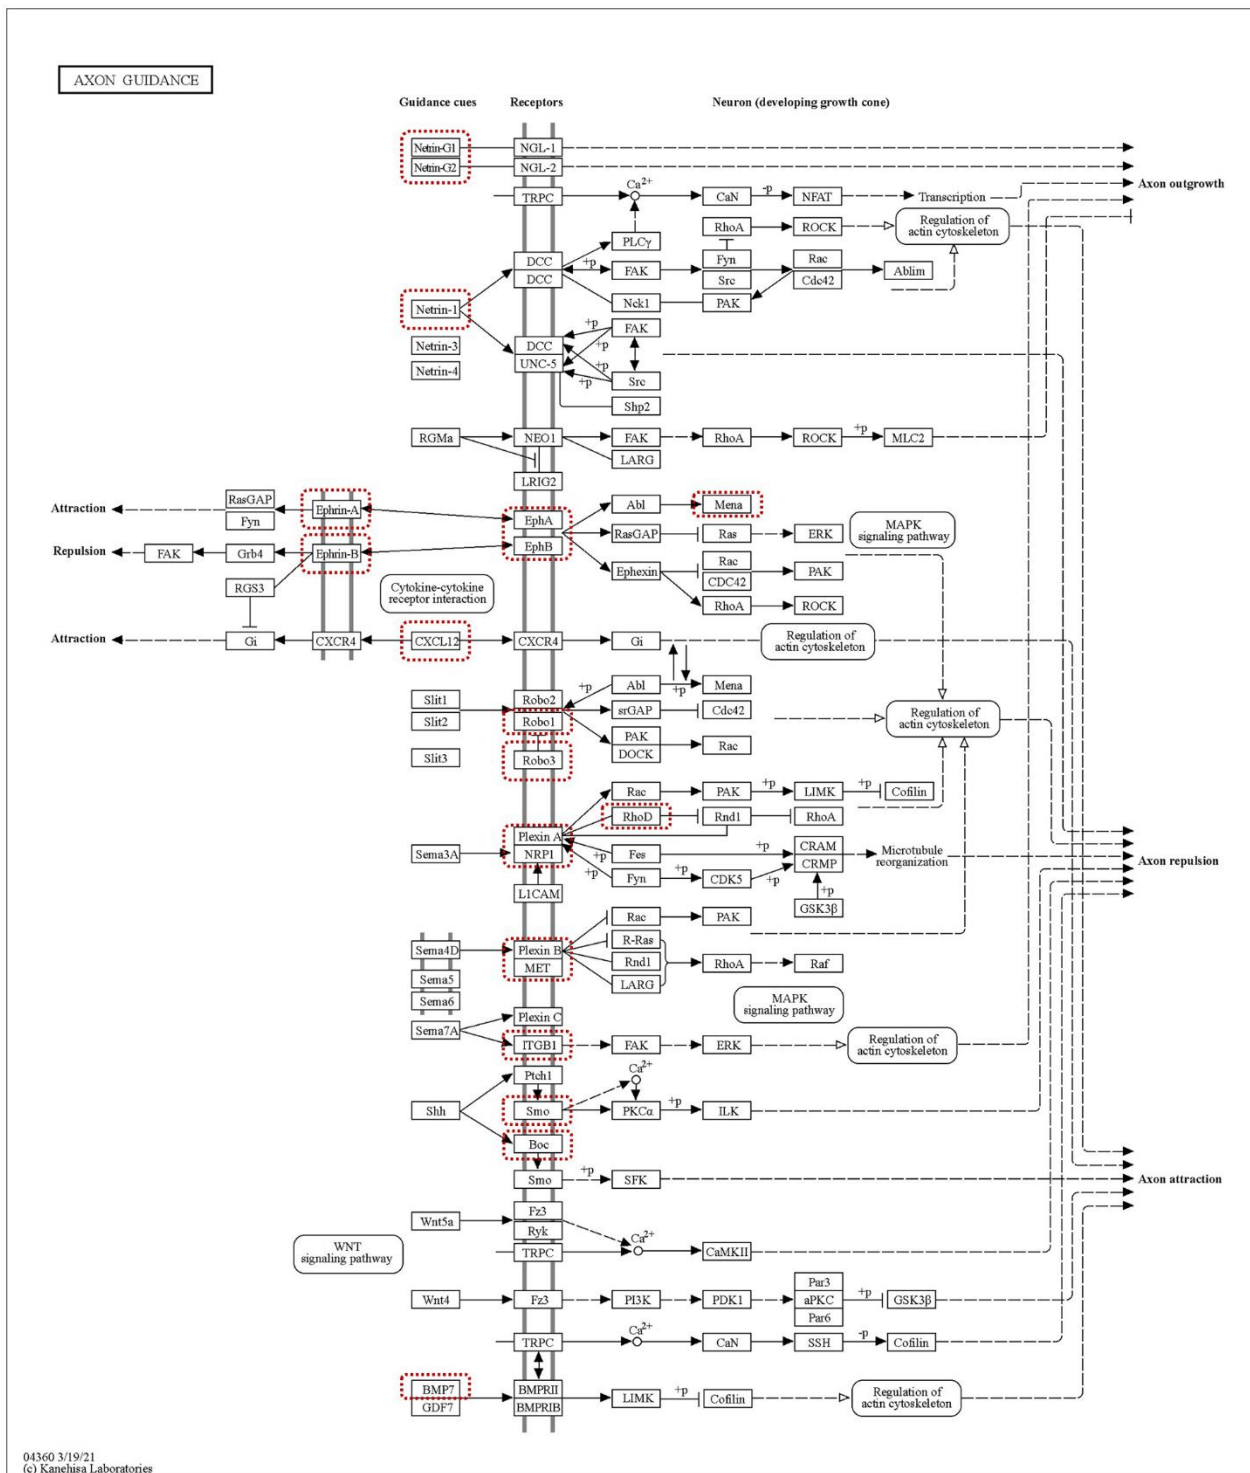 AXON GUIDANCE
Guidance cues Receptors Neuron (developing growth cone)
Netrin-G1 NGL-1
Netrin-G2 NGL-2
Axon outgrowth
TRPC Ca2+ CaN -p NFAT Transcription
RhoA ROCK Regulation of
actin cytoskeleton
PLCγ
DCC +p FAK Fyn Rac Ablim
DCC Src Cdc42
Netrin-1 Nck1 PAK
+p FAK
Netrin-3 DCC +p
UNC-5 +p
Netrin-4 +p Src
Shp2
RGMa NEO1 FAK RhoA ROCK +p MLC2
LARG
LRIG2
Attraction RasGAP Ephrin-A EphA Abl Mena
Fyn
RasGAP Ras ERK MAPK
signaling pathway
Repulsion FAK Grb4 Ephrin-B EphB
Ephexin Rac PAK
CDC42
RGS3 Cytokine-cytokine
receptor interaction
RhoA ROCK
Attraction Gi CXCR4 CXCL12 CXCR4 Gi Regulation of
actin cytoskeleton
+p Abl +p Mena
Slit1 Robo2 srGAP Cdc42 Regulation of
actin cytoskeleton
Slit2 Robo1
PAK Rac
DOCK
Slit3 Robo3
Rac PAK +p LIMK +p Cofilin
RhoD Rnd1 RhoA
Plexin A
Sema3A NRP1 +p Fes +p CRAM Microtubule
reorganization
CRMP
Axon repulsion
+p Fyn CDK5 +p +p
L1CAM GSK3β
Rac PAK
Sema4D Plexin B R-Ras
MET Rnd1 RhoA Raf
Sema5 LARG
Sema6 MAPK
signaling pathway
Sema7A Plexin C
ITGB1 FAK ERK Regulation of
actin cytoskeleton
Ptch1 Ca2+
Shh Smo PKCα +p ILK
Boc
Smo +p SFK Axon attraction
Wnt5a Fz3
Ryk Ca2+
WNT
signaling pathway
TRPC CaMKII
Wnt4 Fz3 PI3K PDK1 Par3
aPKC +p GSK3β
Par6
TRPC Ca2+ CaN SSH -p Cofilin
BMP7 BMPRII LIMK +p Cofilin Regulation of
actin cytoskeleton
GDF7 BMPRIB
04360 3/19/21
(c) Kanehisa Laboratories